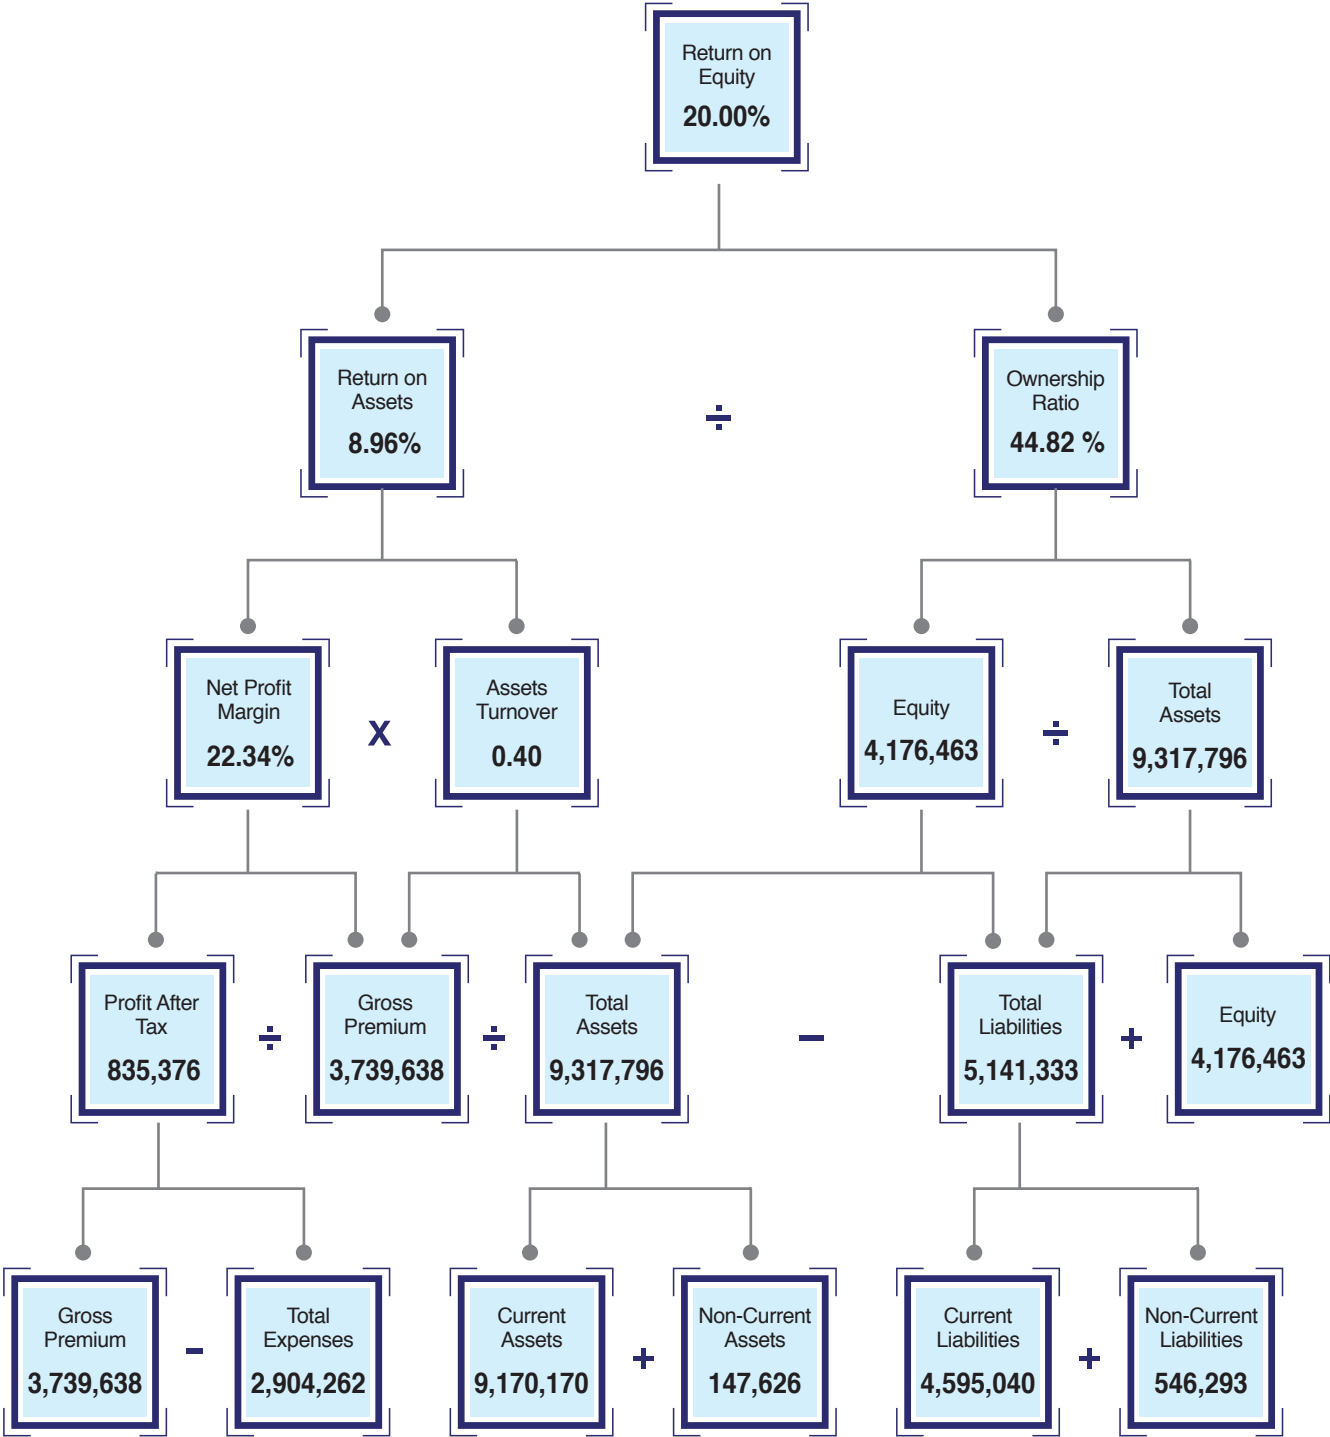 Return on
Equity
20.00%
Return on
Assets
8.96%
÷
Ownership
Ratio
44.82 %
Net Profit
Margin
22.34%
x
Assets
Turnover
0.40
Equity
4,176,463
÷
Total
Assets
9,317,796
Profit After
Tax
835,376
÷
Gross
Premium
3,739,638
÷
Total
Assets
9,317,796
–
Total
Liabilities
5,141,333
+
Equity
4,176,463
Gross
Premium
3,739,638
-
Total
Expenses
2,904,262
Current
Assets
9,170,170
+
Non-Current
Assets
147,626
Current
Liabilities
4,595,040
+
Non-Current
Liabilities
546,293